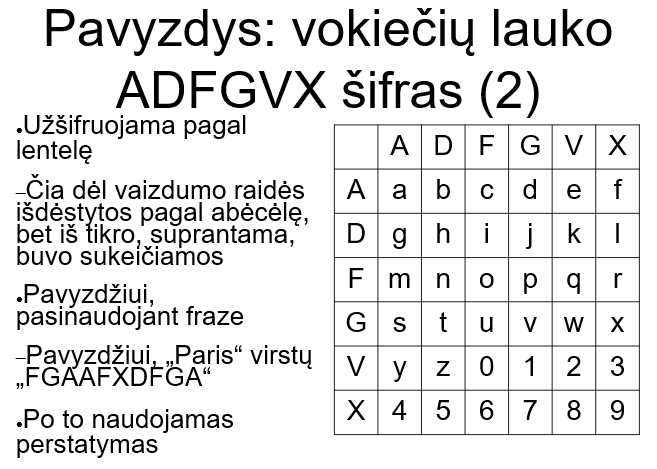 Pavyzdys: vokiečių lauko
ADFGVX šifras (2)
•Užšifruojama pagal
lentelę
–Čia dėl vaizdumo raidės
išdėstytos pagal abėcėlę,
bet iš tikro, suprantama,
buvo sukeičiamos
•Pavyzdžiui,
pasinaudojant fraze
–Pavyzdžiui, „Paris“ virstų
„FGAAFXDFGA“
•Po to naudojamas
perstatymas
A D F G V X
A a b c d e f
D g h i j k l
F m n o p q r
G s t u v w x
V y z 0 1 2 3
X 4 5 6 7 8 9